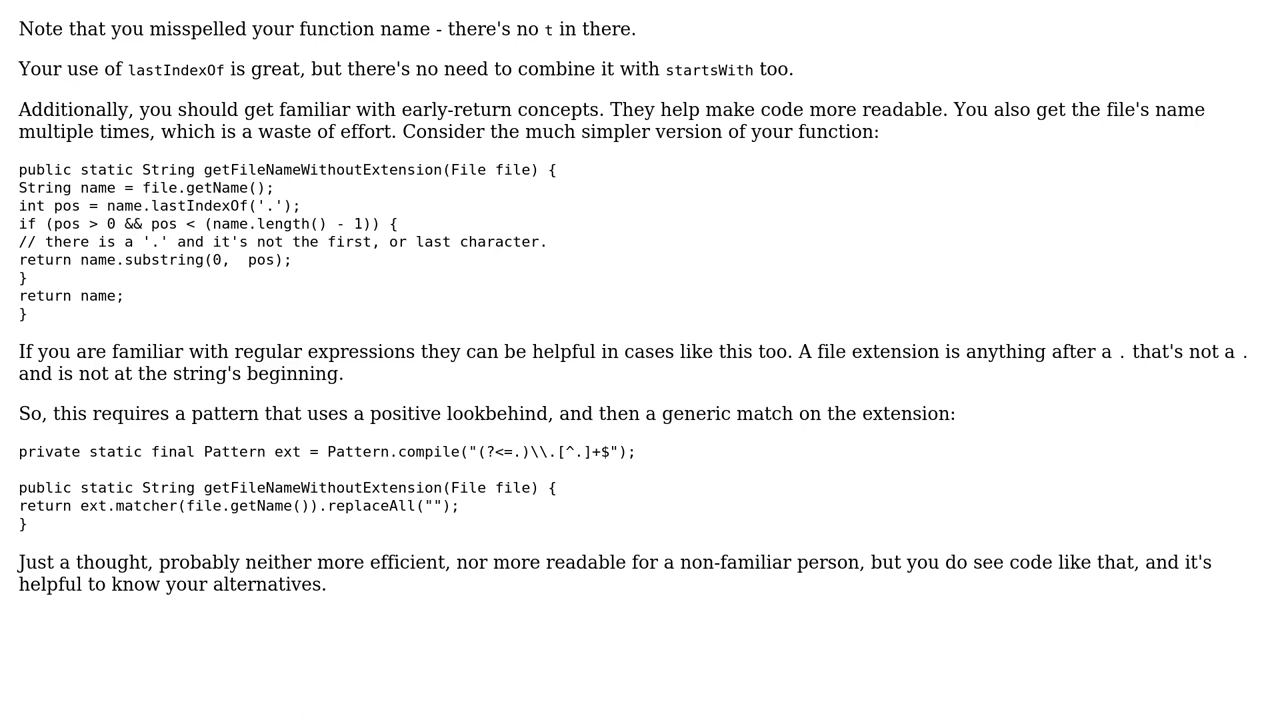 Note that you misspelled your function name - there's no t in there.
Your use of lastIndexOf is great, but there's no need to combine it with startsWith too.
Additionally, you should get familiar with early-return concepts. They help make code more readable. You also get the file's name
multiple times, which is a waste of effort. Consider the much simpler version of your function:
public static String getFileNameWithoutExtension(File file) {
String name = file.getName();
int pos = name.lastIndexOf('.');
if (pos > 0 && pos < (name.length() - 1)) {
// there is a '.' and it's not the first, or last character.
return name.substring(0,  pos);
}
return name;
}
If you are familiar with regular expressions they can be helpful in cases like this too. A file extension is anything after a . that's not a .
and is not at the string's beginning.
So, this requires a pattern that uses a positive lookbehind, and then a generic match on the extension:
private static final Pattern ext = Pattern.compile("(?<=.)\\.[^.]+$");
public static String getFileNameWithoutExtension(File file) {
return ext.matcher(file.getName()).replaceAll("");
}
Just a thought, probably neither more efficient, nor more readable for a non-familiar person, but you do see code like that, and it's
helpful to know your alternatives.